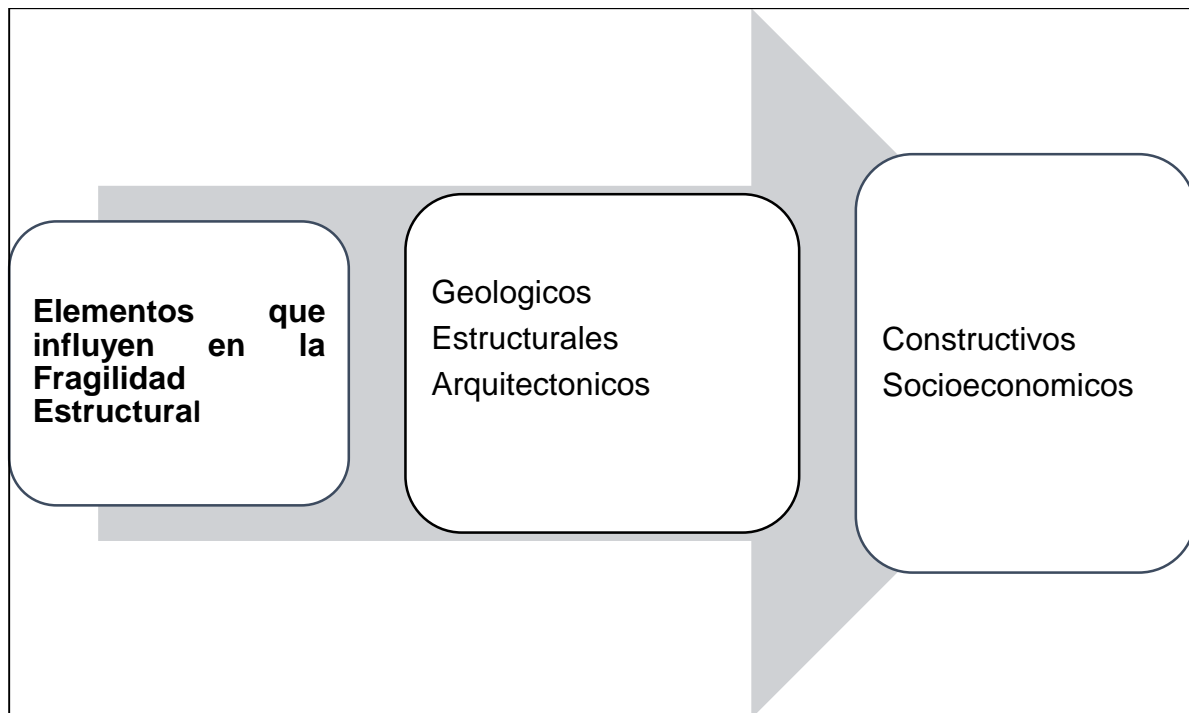 Elementos que
influyen en la
Fragilidad
Estructural
Geologicos
Estructurales
Arquitectonicos
Constructivos
Socioeconomicos